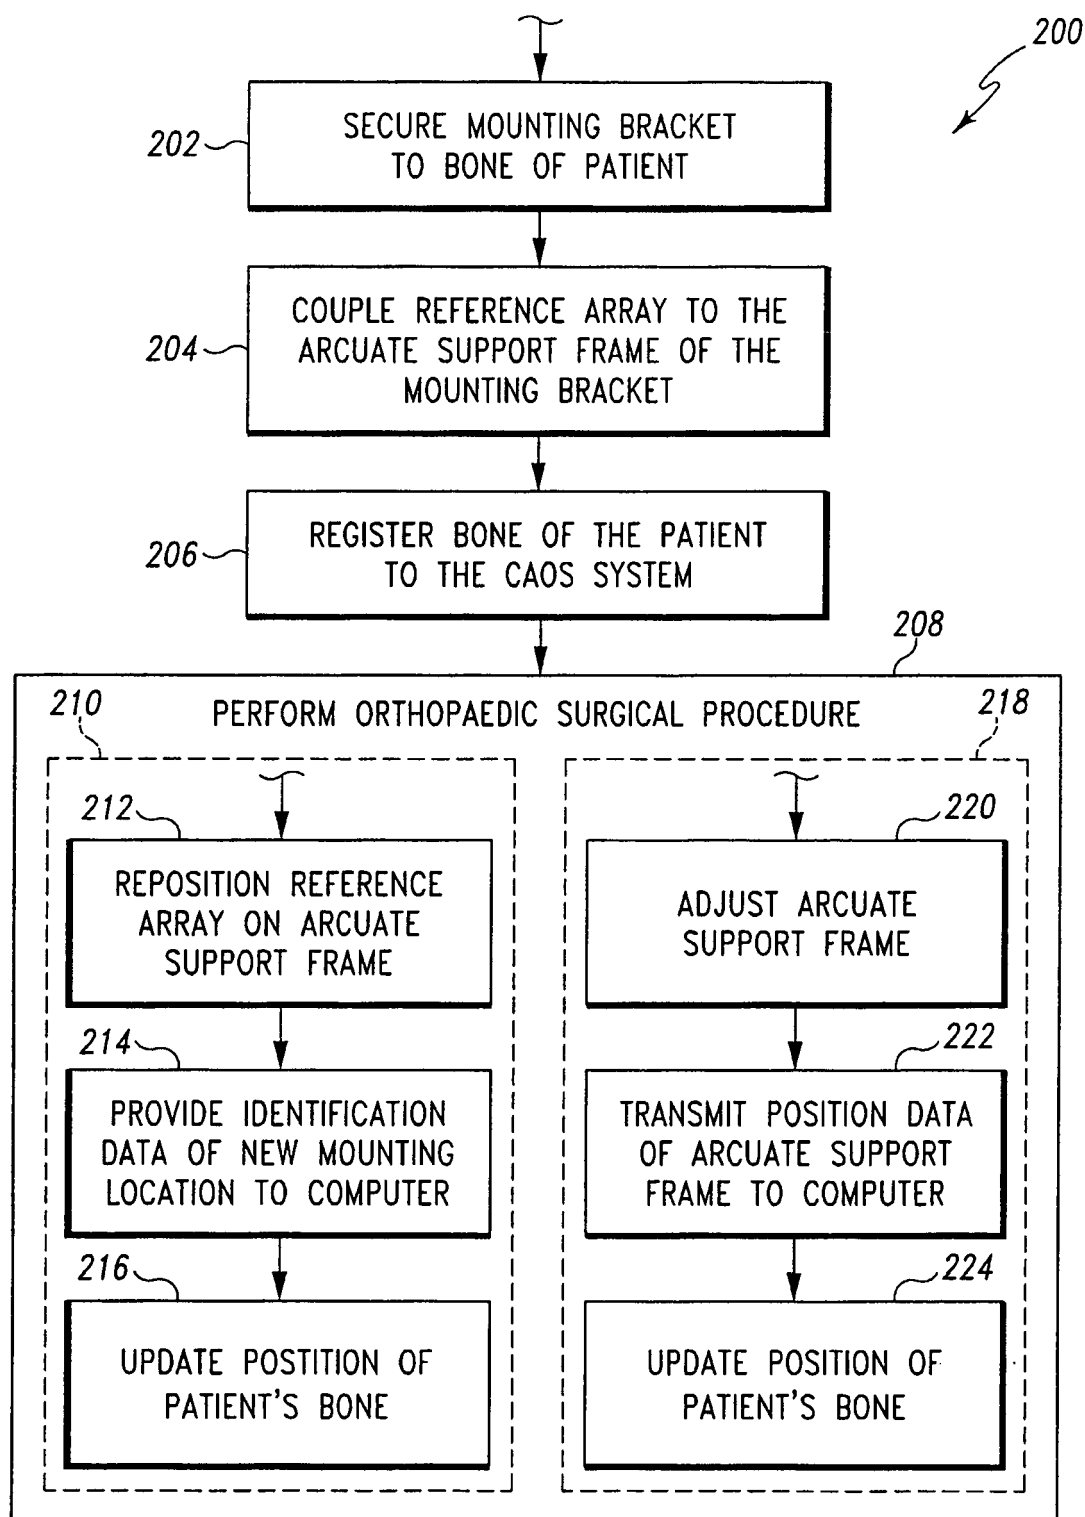 200
202
SECURE MOUNTING BRACKET
TO BONE OF PATIENT
204
COUPLE REFERENCE ARRAY TO THE
ARCUATE SUPPORT FRAME OF THE
MOUNTING BRACKET
206
REGISTER BONE OF THE PATIENT
TO THE CAOS SYSTEM
208
PERFORM ORTHOPAEDIC SURGICAL PROCEDURE
210
212
REPOSITION REFERENCE
ARRAY ON ARCUATE
SUPPORT FRAME
214
PROVIDE IDENTIFICATION
DATA OF NEW MOUNTING
LOCATION TO COMPUTER
216
UPDATE POSTITION OF
PATIENT'S BONE
218
220
ADJUST ARCUATE
SUPPORT FRAME
222
TRANSMIT POSITION DATA
OF ARCUATE SUPPORT
FRAME TO COMPUTER
224
UPDATE POSITION OF
PATIENT'S BONE